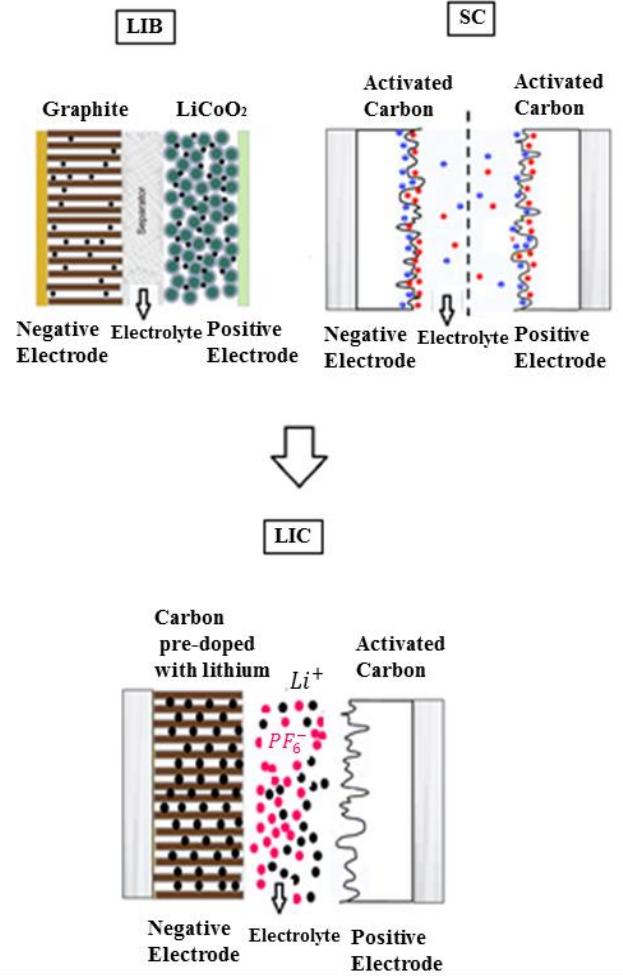 LIB
SC
Graphite
LiCoO₂
Activated
Carbon
Activated
Carbon
Separator
Negative
Electrode
Electrolyte
Positive
Electrode
Negative
Electrode
Electrolyte
Positive
Electrode
LIC
Carbon
pre-doped
with lithium
Li⁺
Activated
Carbon
PF₆⁻
Negative
Electrode
Electrolyte
Positive
Electrode